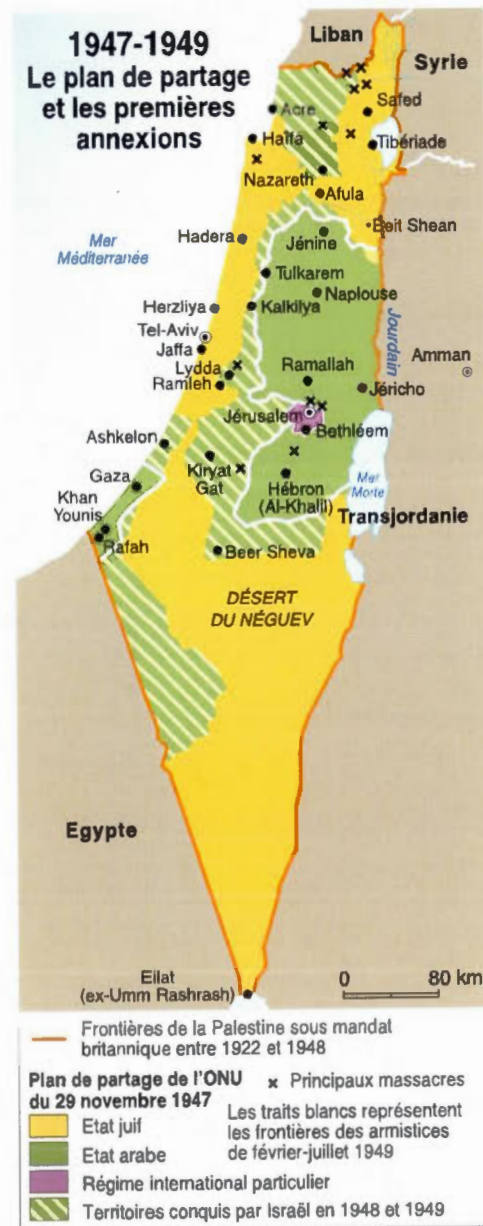 1947-1949
Le plan de partage
et les premières
annexions
Liban
Syrie
Safed
Acre
Haïfa
Tibériade
Nazareth
Afula
Beit Shean
Mer
Méditerranée
Hadera
Jénine
Tulkarem
Naplouse
Herzliya
Kalkilya
Tel-Aviv
Jaffa
Jourdain
Amman
Lydda
Ramleh
Ramallah
Jéricho
Jérusalem
Bethléem
Ashkelon
Gaza
Kiryat
Gat
Hébron
(Al-Khalil)
Mer
Morte
Khan
Younis
Rafah
Transjordanie
Beer Sheva
DÉSERT
DU NÉGUEV
Egypte
Eilat
(ex-Umm Rashrash)
0 80 km
Frontières de la Palestine sous mandat
britannique entre 1922 et 1948
Plan de partage de l'ONU
du 29 novembre 1947
Principaux massacres
Les traits blancs représentent
les frontières des armistices
de février-juillet 1949
Etat juif
Etat arabe
Régime international particulier
Territoires conquis par Israël en 1948 et 1949